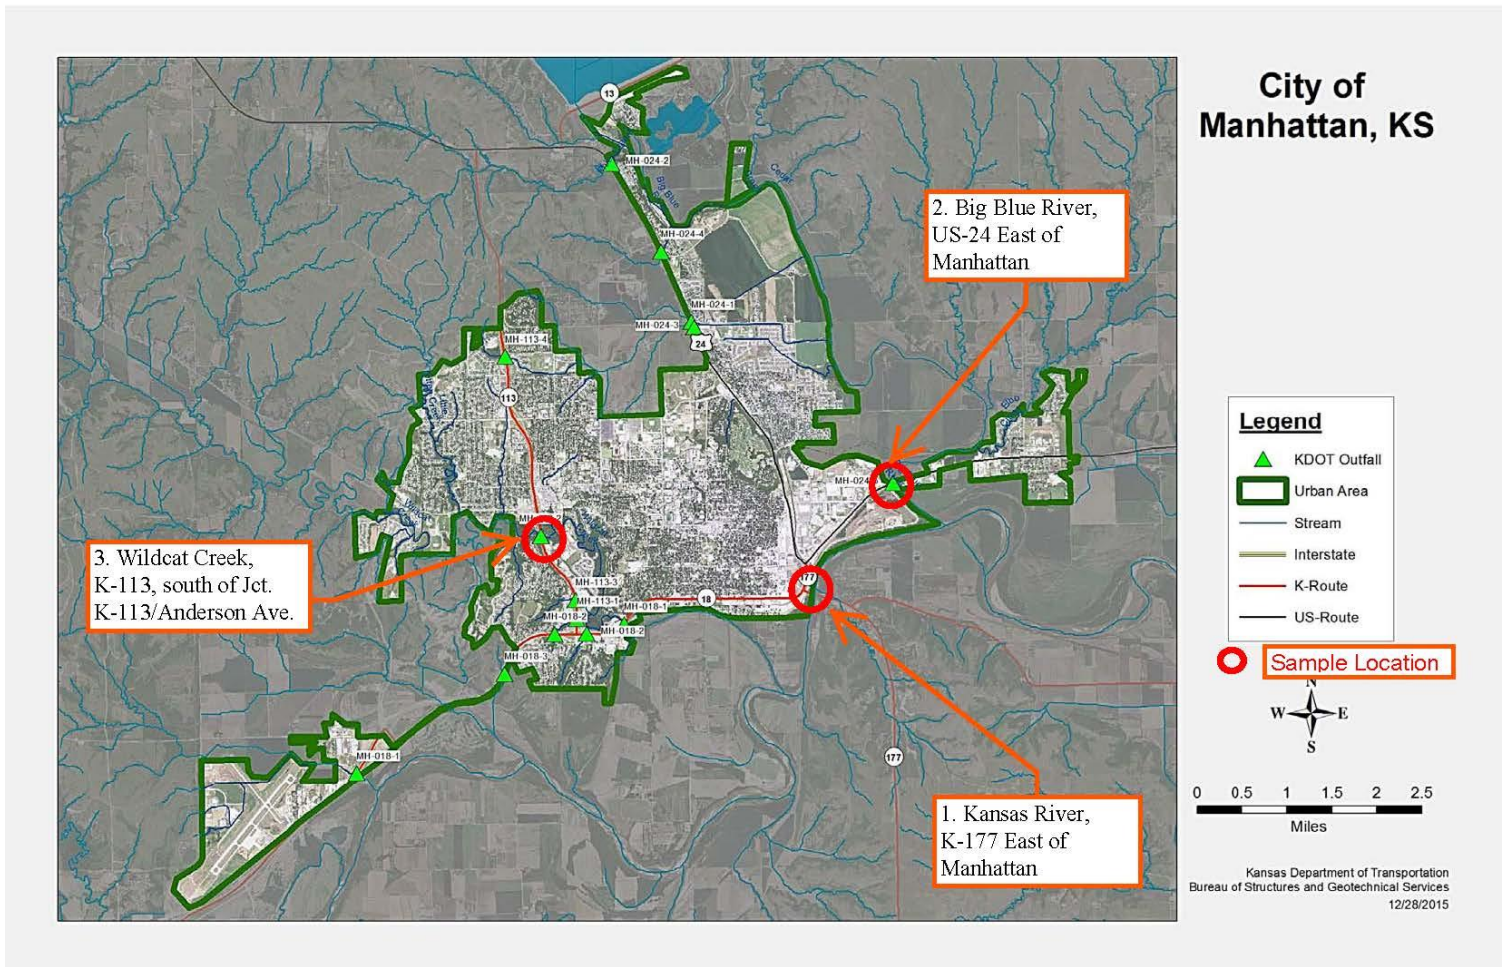 City of
Manhattan, KS
13
MH-024-2
Big Blue
Cedar
MH-024-4
2. Big Blue River,
US-24 East of
Manhattan
MH-024-1
MH-024-3
24
MH-113-4
113
Elbo
MH-024
MH-
3. Wildcat Creek,
K-113, south of Jct.
K-113/Anderson Ave.
177
MH-113-3
MH-113-1
MH-018-1
18
MH-018-2
MH-018-2
MH-018-3
MH-018-1
177
1. Kansas River,
K-177 East of
Manhattan
Legend
KDOT Outfall
Urban Area
Stream
Interstate
K-Route
US-Route
Sample Location
N
W E
S
0 0.5 1 1.5 2 2.5
Miles
Kansas Department of Transportation
Bureau of Structures and Geotechnical Services
12/28/2015